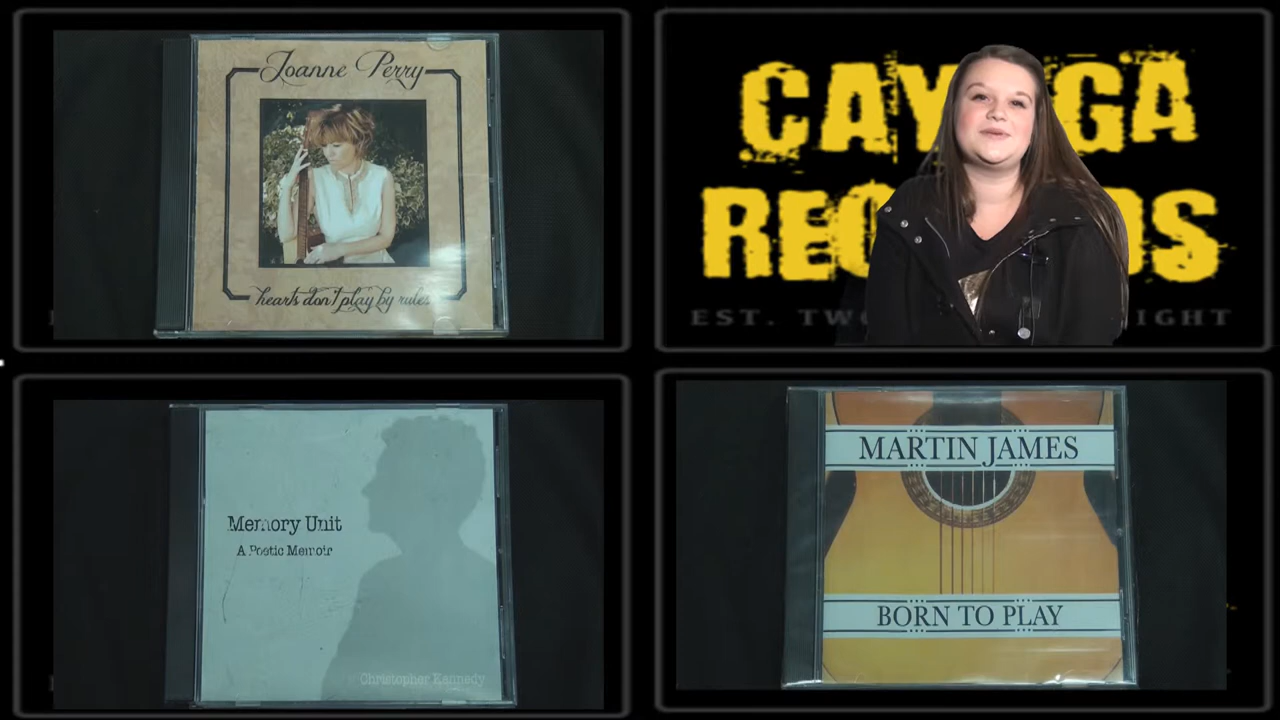 Joanne Perry
hearts don't play by rules
CAY GA
REC DS
EST. TW IGHT
Memory Unit
A Poetic Memoir
Christopher Kennedy
MARTIN JAMES
BORN TO PLAY